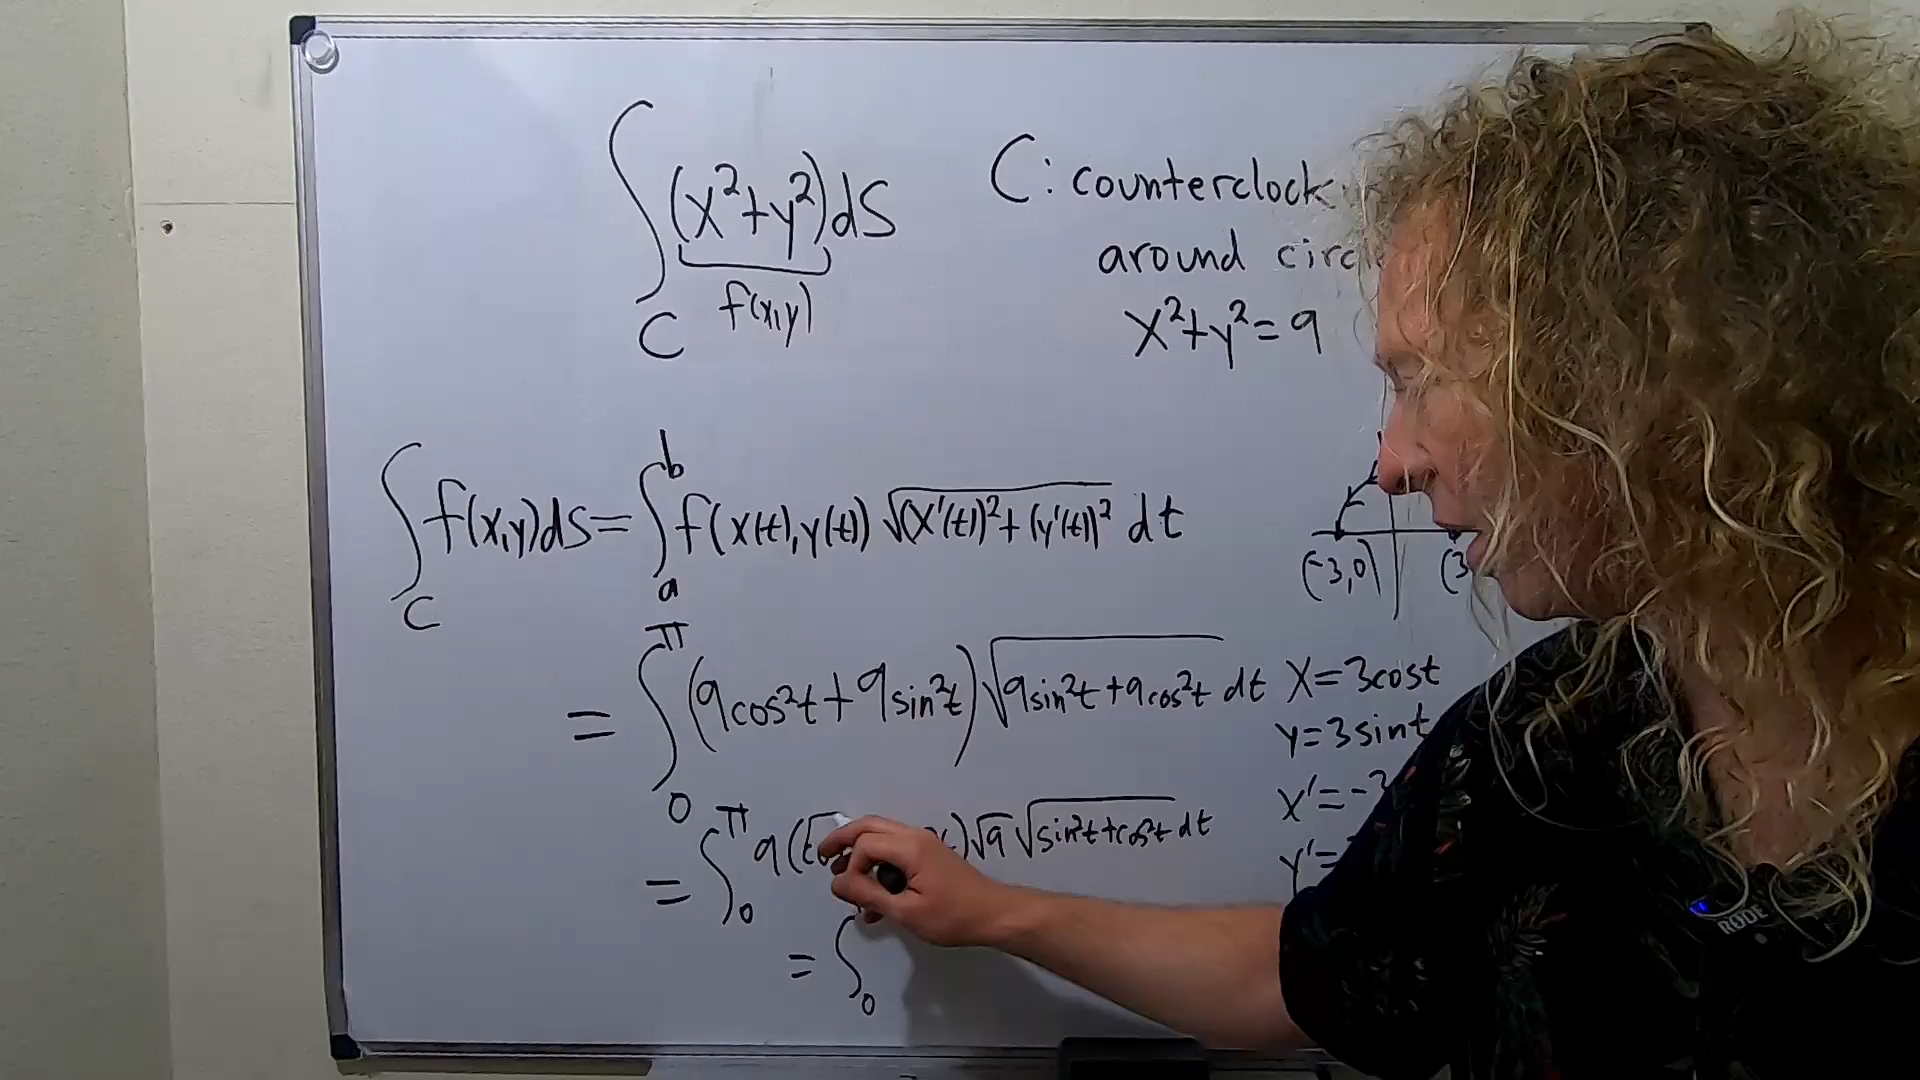 ∫_C (x²+y²)ds
f(x,y)
C: counterclock
around circ
x²+y²=9
∫_C f(x,y)ds = ∫_a^b f(x(t),y(t)) √((x'(t))²+(y'(t))²) dt
(-3,0) (3
= ∫_0^π (9cos²t+9sin²t)√(9sin²t+9cos²t) dt
x=3cost
y=3sint
x'=-
y'=
= ∫_0^π 9( )√9 √(sin²t+cos²t) dt
= ∫_0
RODE